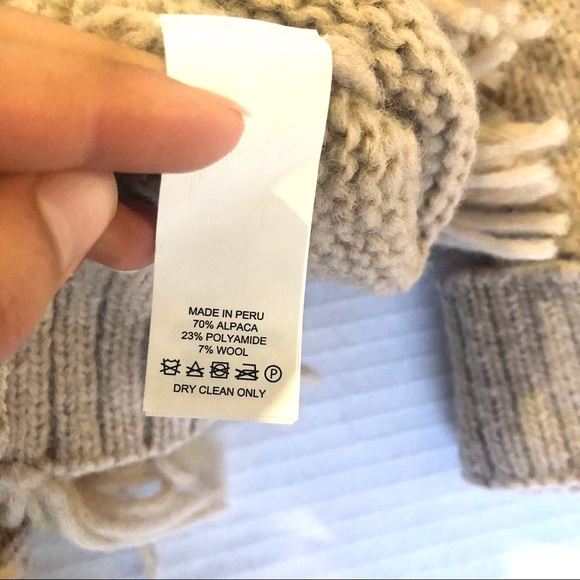 MADE IN PERU
70% ALPACA
23% POLYAMIDE
7% WOOL
P
DRY CLEAN ONLY